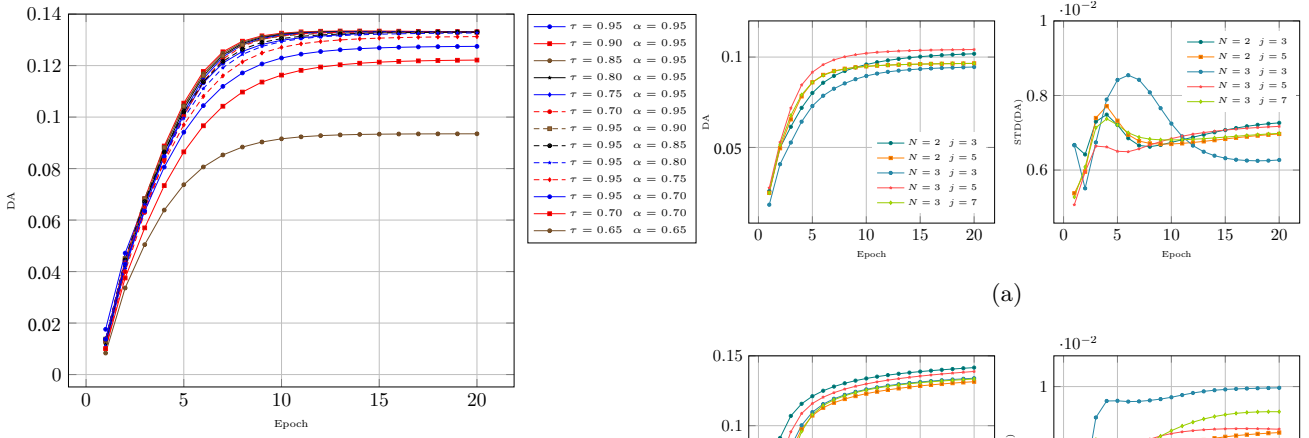 0.14
0.12
0.1
0.08
0.06
0.04
0.02
0
DA
0 5 10 15 20
Epoch
τ = 0.95 α = 0.95
τ = 0.90 α = 0.95
τ = 0.85 α = 0.95
τ = 0.80 α = 0.95
τ = 0.75 α = 0.95
τ = 0.70 α = 0.95
τ = 0.95 α = 0.90
τ = 0.95 α = 0.85
τ = 0.95 α = 0.80
τ = 0.95 α = 0.75
τ = 0.95 α = 0.70
τ = 0.70 α = 0.70
τ = 0.65 α = 0.65
0.1
0.05
DA
N = 2 j = 3
N = 2 j = 5
N = 3 j = 3
N = 3 j = 5
N = 3 j = 7
0 5 10 15 20
Epoch
·10⁻²
1
0.8
0.6
STD(DA)
N = 2 j = 3
N = 2 j = 5
N = 3 j = 3
N = 3 j = 5
N = 3 j = 7
0 5 10 15 20
Epoch
(a)
0.15
0.1
·10⁻²
1